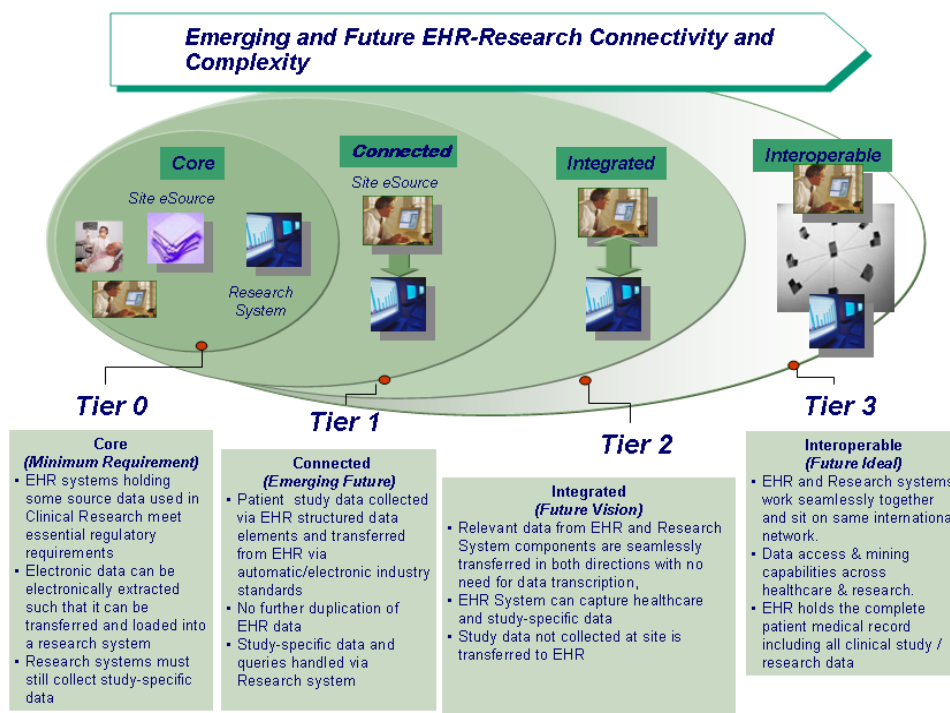 Emerging and Future EHR-Research Connectivity and
Complexity
Core
Connected
Integrated
Interoperable
Site eSource
Site eSource
Research
System
Tier 0
Tier 1
Tier 2
Tier 3
Core
(Minimum Requirement)
▪ EHR systems holding
some source data used in
Clinical Research meet
essential regulatory
requirements
▪ Electronic data can be
electronically extracted
such that it can be
transferred and loaded into
a research system
▪ Research systems must
still collect study-specific
data
Connected
(Emerging Future)
▪ Patient study data collected
via EHR structured data
elements and transferred
from EHR via
automatic/electronic industry
standards
▪ No further duplication of
EHR data
▪ Study-specific data and
queries handled via
Research system
Integrated
(Future Vision)
▪ Relevant data from EHR and Research
System components are seamlessly
transferred in both directions with no
need for data transcription,
▪ EHR System can capture healthcare
and study-specific data
▪ Study data not collected at site is
transferred to EHR
Interoperable
(Future Ideal)
▪ EHR and Research systems
work seamlessly together
and sit on same internationa
network.
▪ Data access & mining
capabilities across
healthcare & research.
▪ EHR holds the complete
patient medical record
including all clinical study /
research data